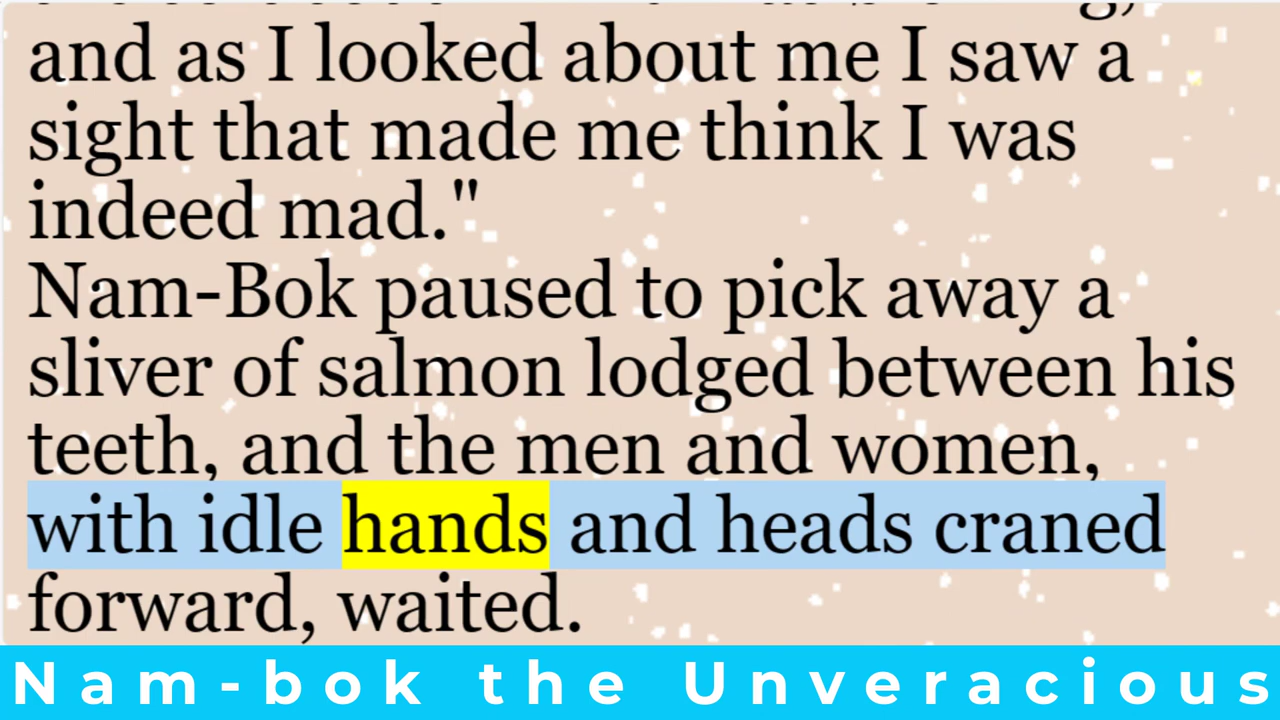 and as I looked about me I saw a
sight that made me think I was
indeed mad."
Nam-Bok paused to pick away a
sliver of salmon lodged between his
teeth, and the men and women,
with idle hands and heads craned
forward, waited.
Nam-bok the Unveracious